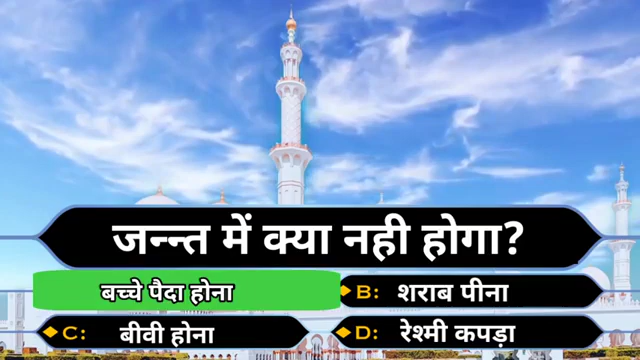 जन्न्त में क्या नही होगा?
बच्चे पैदा होना
B: शराब पीना
C: बीवी होना
D: रेश्मी कपड़ा